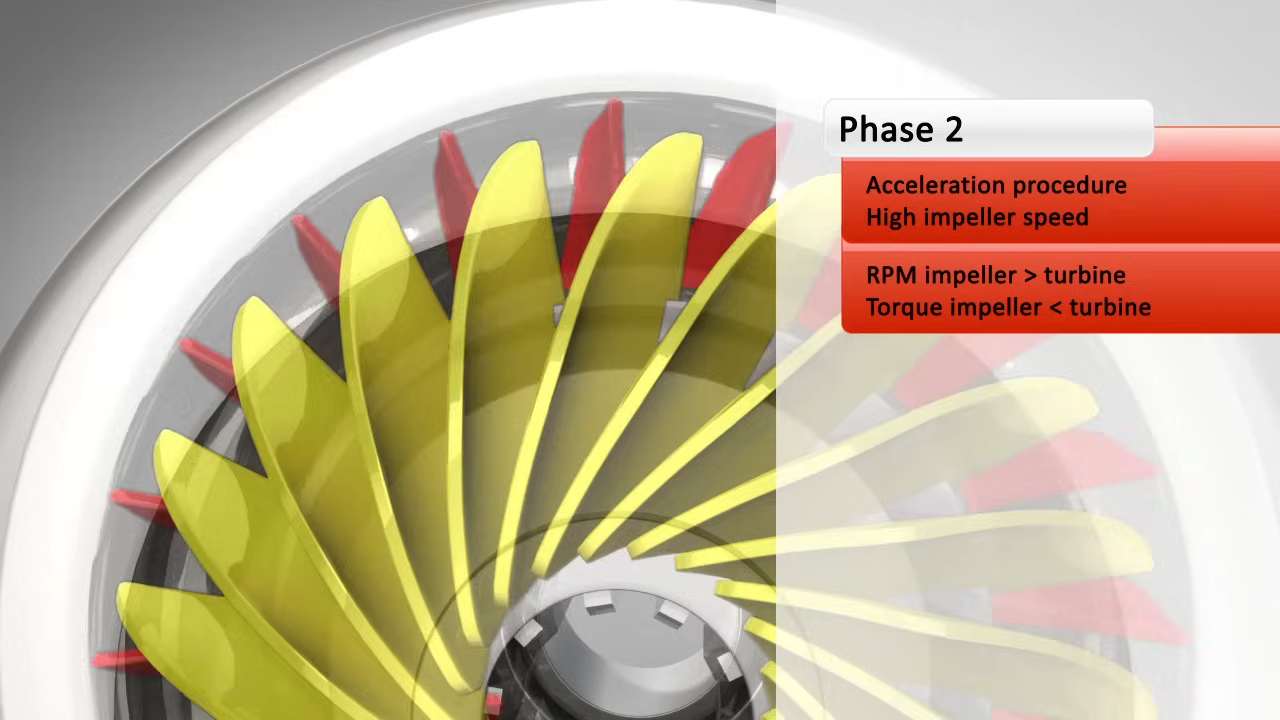 Phase 2
Acceleration procedure
High impeller speed
RPM impeller > turbine
Torque impeller < turbine